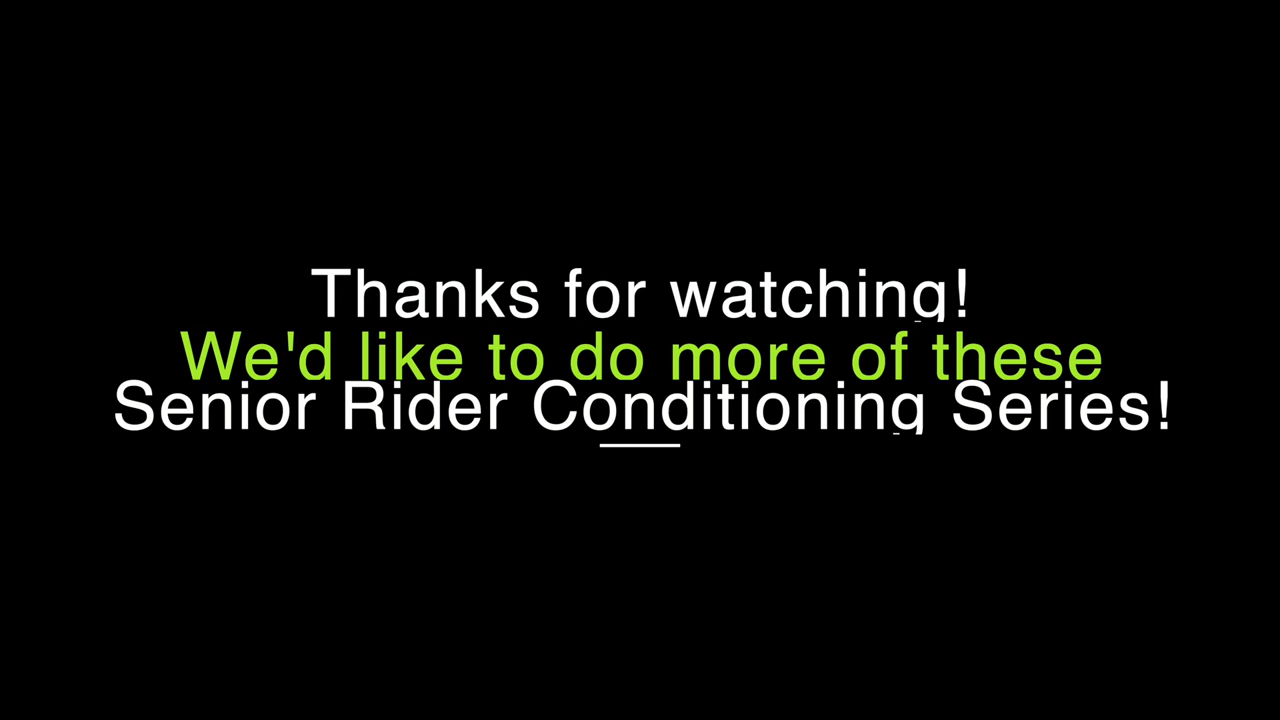 Thanks for watching!
We'd like to do more of these
Senior Rider Conditioning Series!